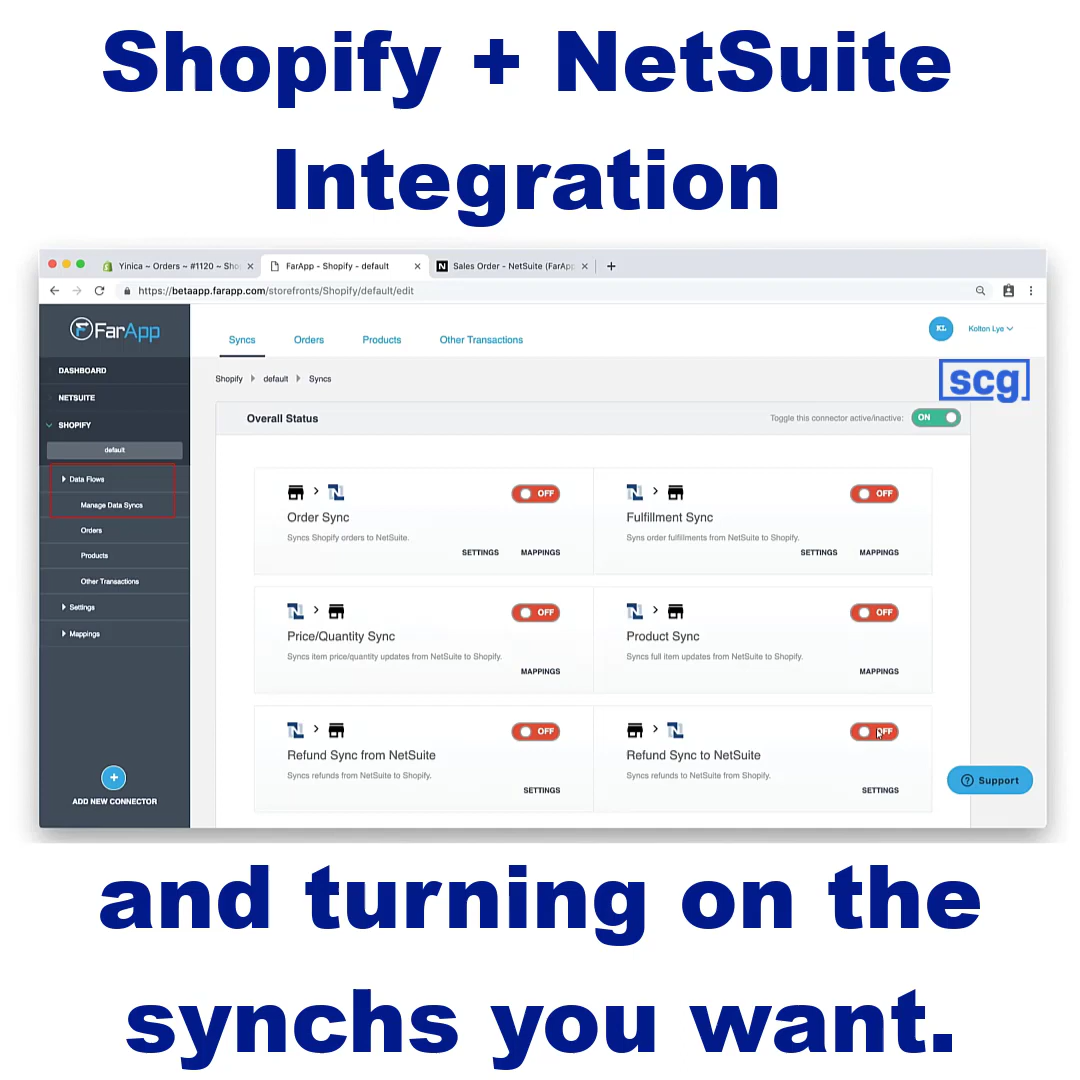 Shopify + NetSuite
Integration
Yinica ~ Orders ~ #1120 ~ Sho
FarApp - Shopify - default
Sales Order - NetSuite (FarApp
https://betaapp.farapp.com/storefronts/Shopify/default/edit
FarApp
Syncs
Orders
Products
Other Transactions
KL
Kolton Lye
DASHBOARD
NETSUITE
SHOPIFY
default
Data Flows
Manage Data Syncs
Orders
Products
Other Transactions
Settings
Mappings
ADD NEW CONNECTOR
Shopify
default
Syncs
scg
Overall Status
Toggle this connector active/inactive:
ON
OFF
Order Sync
Syncs Shopify orders to NetSuite.
SETTINGS
MAPPINGS
OFF
Fulfillment Sync
Syns order fulfillments from NetSuite to Shopify.
SETTINGS
MAPPINGS
OFF
Price/Quantity Sync
Syncs item price/quantity updates from NetSuite to Shopify.
MAPPINGS
OFF
Product Sync
Syncs full item updates from NetSuite to Shopify.
MAPPINGS
OFF
Refund Sync from NetSuite
Syncs refunds from NetSuite to Shopify.
SETTINGS
OFF
Refund Sync to NetSuite
Syncs refunds to NetSuite from Shopify.
SETTINGS
Support
and turning on the
synchs you want.